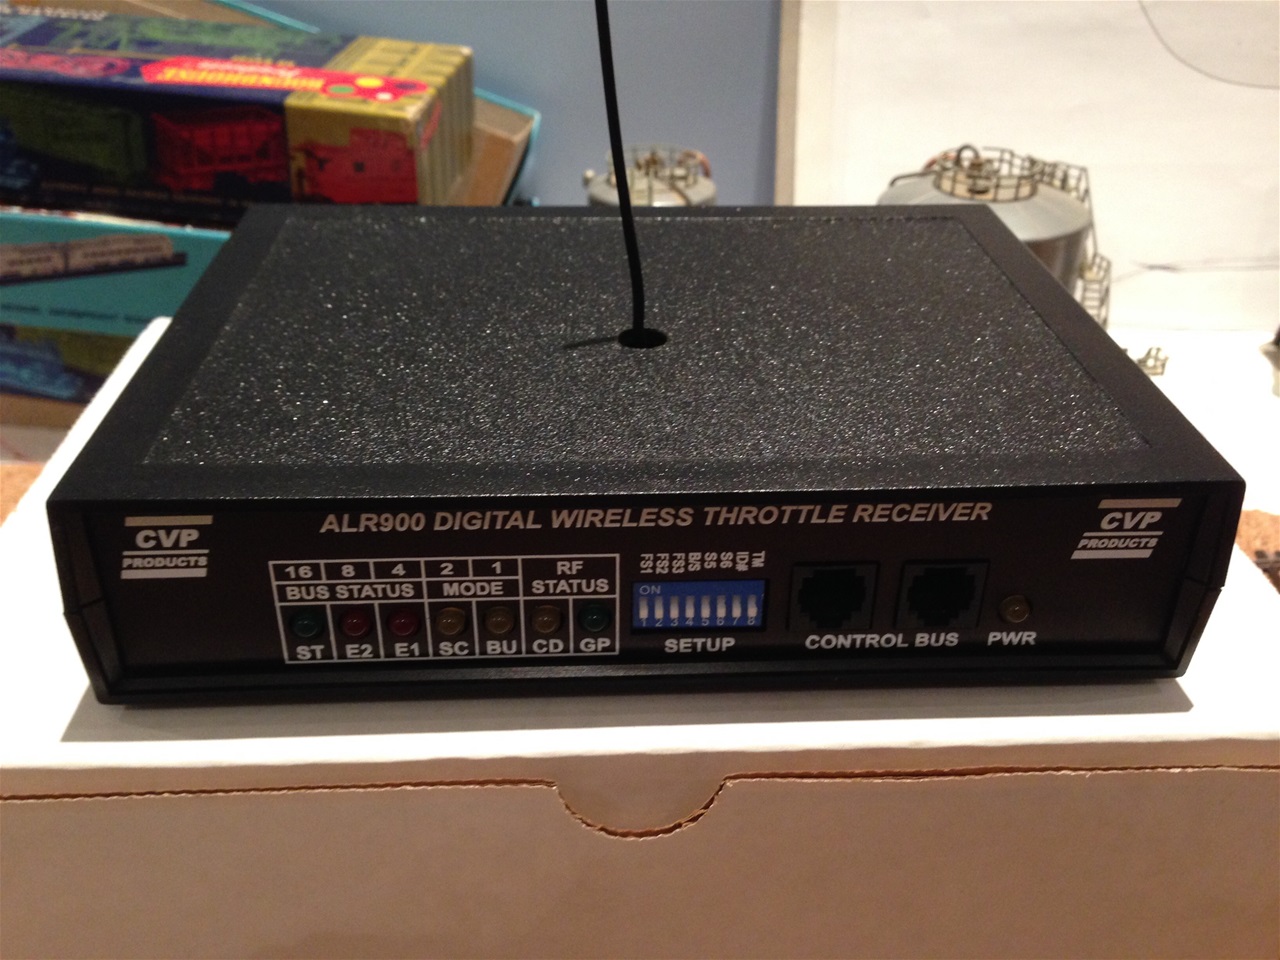 ROUNDHOUSE
ALR900 DIGITAL WIRELESS THROTTLE RECEIVER
CVP
PRODUCTS
16 8 4 2 1 RF
BUS STATUS MODE STATUS
ST E2 E1 SC BU CD GP
FS1 FS2 FS3 B/S S5 S6 ID# TM
ON
1 2 3 4 5 6 7 8
SETUP
CONTROL BUS
PWR
CVP
PRODUCTS